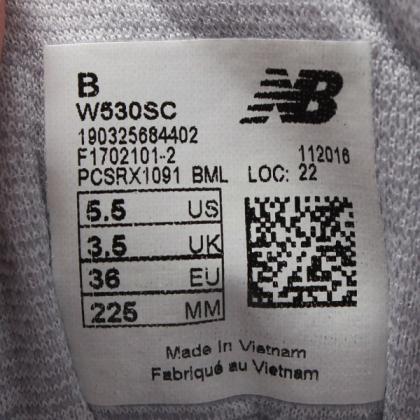 B
NB
W530SC
190325684402
F1702101-2
112016
PCSRX1091 BML LOC: 22
5.5 US
3.5 UK
36 EU
225 MM
Made In Vietnam
Fabriqué au Vietnam